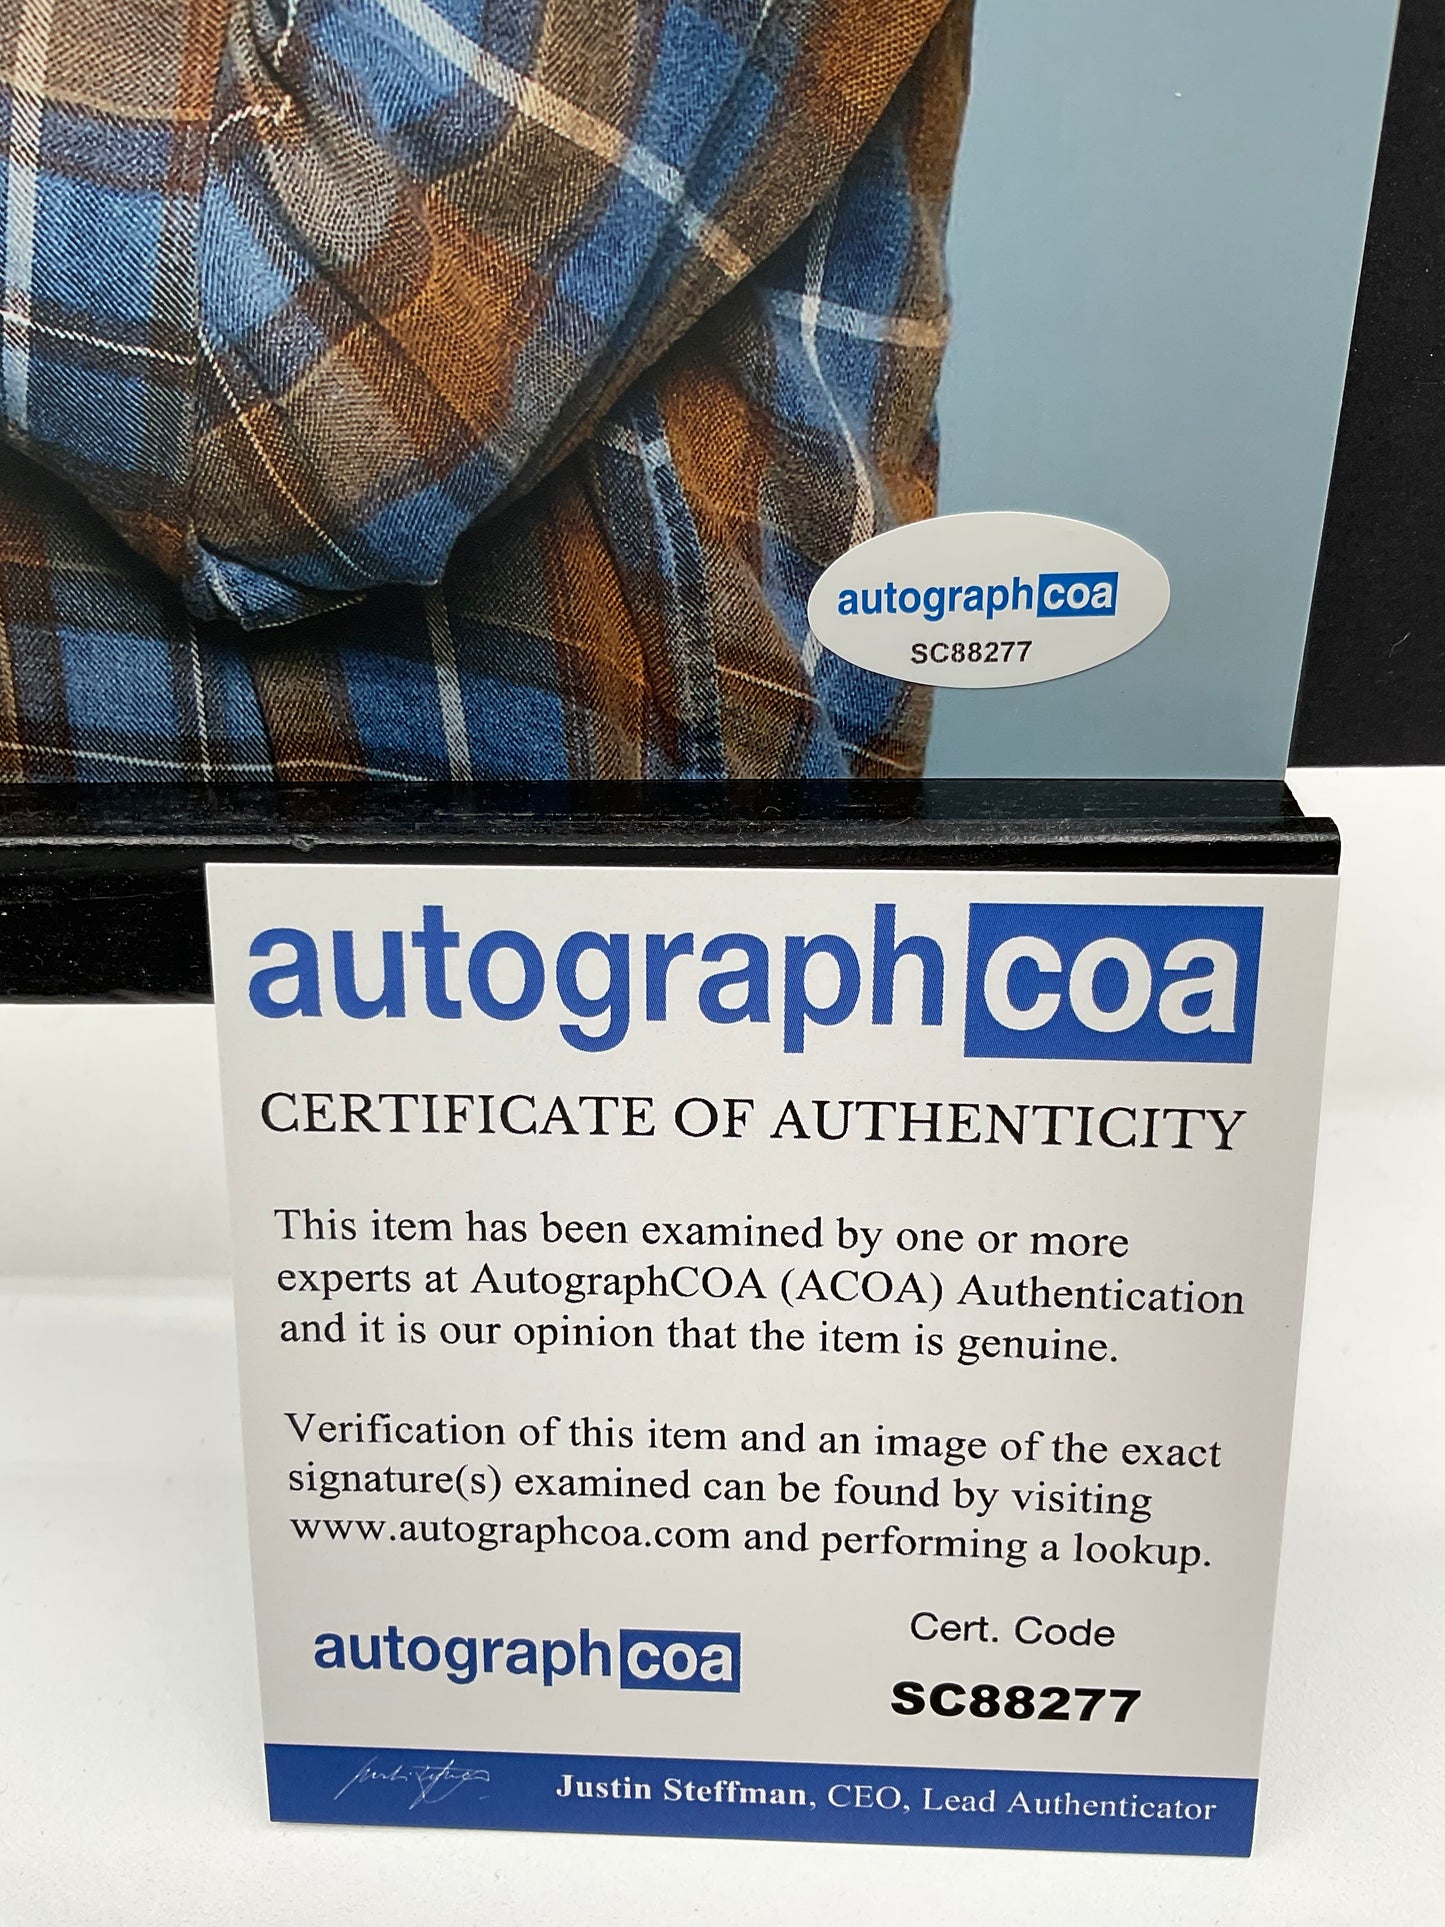 autographcoa
SC88277
autographcoa
CERTIFICATE OF AUTHENTICITY
This item has been examined by one or more
experts at AutographCOA (ACOA) Authentication
and it is our opinion that the item is genuine.
Verification of this item and an image of the exact
signature(s) examined can be found by visiting
www.autographcoa.com and performing a lookup.
Cert. Code
autographcoa
SC88277
Justin Steffman, CEO, Lead Authenticator